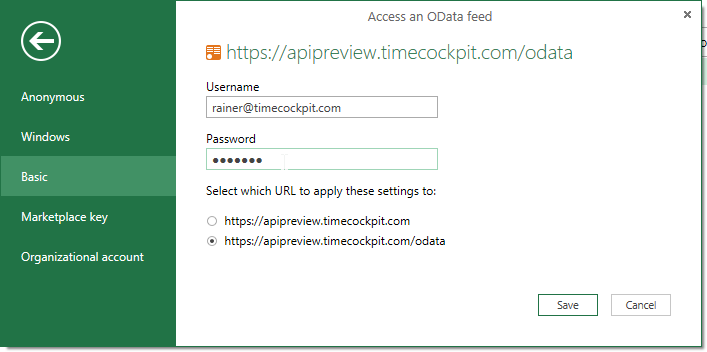 Access an OData feed
Anonymous
Windows
Basic
Marketplace key
Organizational account
https://apipreview.timecockpit.com/odata
Username
rainer@timecockpit.com
Password
●●●●●●●
Select which URL to apply these settings to:
https://apipreview.timecockpit.com
https://apipreview.timecockpit.com/odata
Save
Cancel